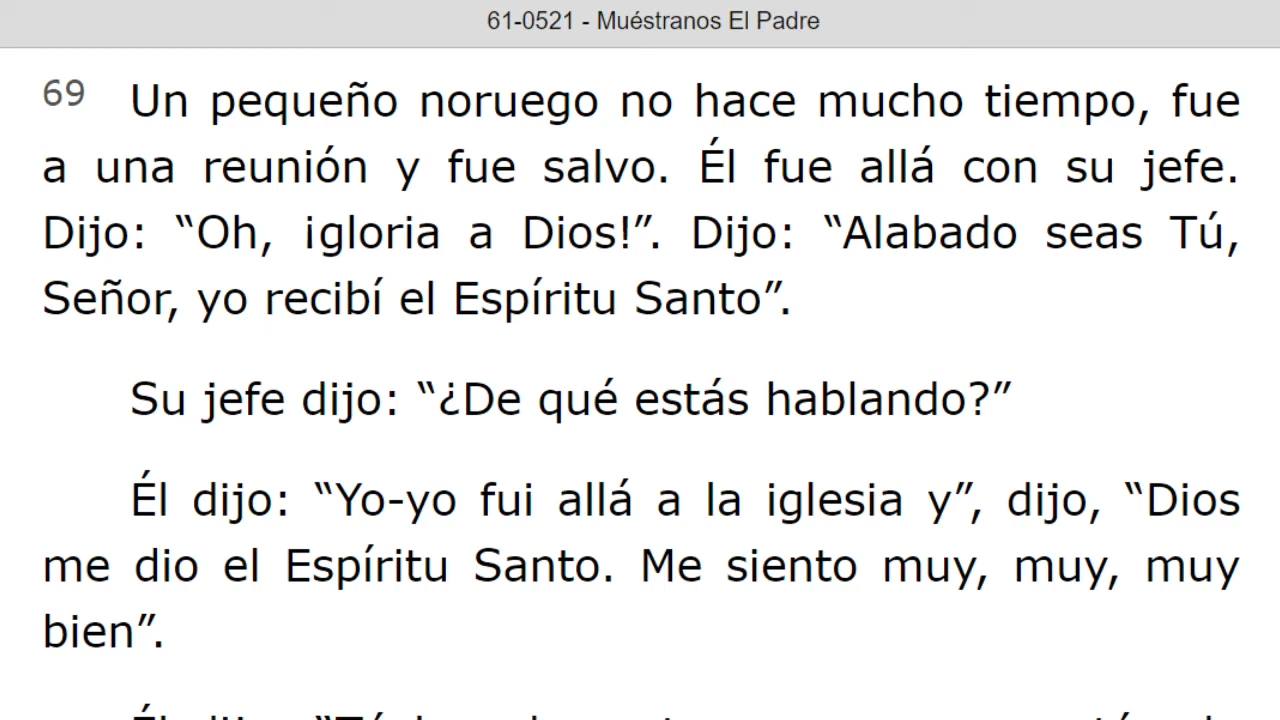 61-0521 - Muéstranos El Padre
69 Un pequeño noruego no hace mucho tiempo, fue
a una reunión y fue salvo. Él fue allá con su jefe.
Dijo: “Oh, ¡gloria a Dios!”. Dijo: “Alabado seas Tú,
Señor, yo recibí el Espíritu Santo”.
Su jefe dijo: “¿De qué estás hablando?”
Él dijo: “Yo-yo fui allá a la iglesia y”, dijo, “Dios
me dio el Espíritu Santo. Me siento muy, muy, muy
bien”.